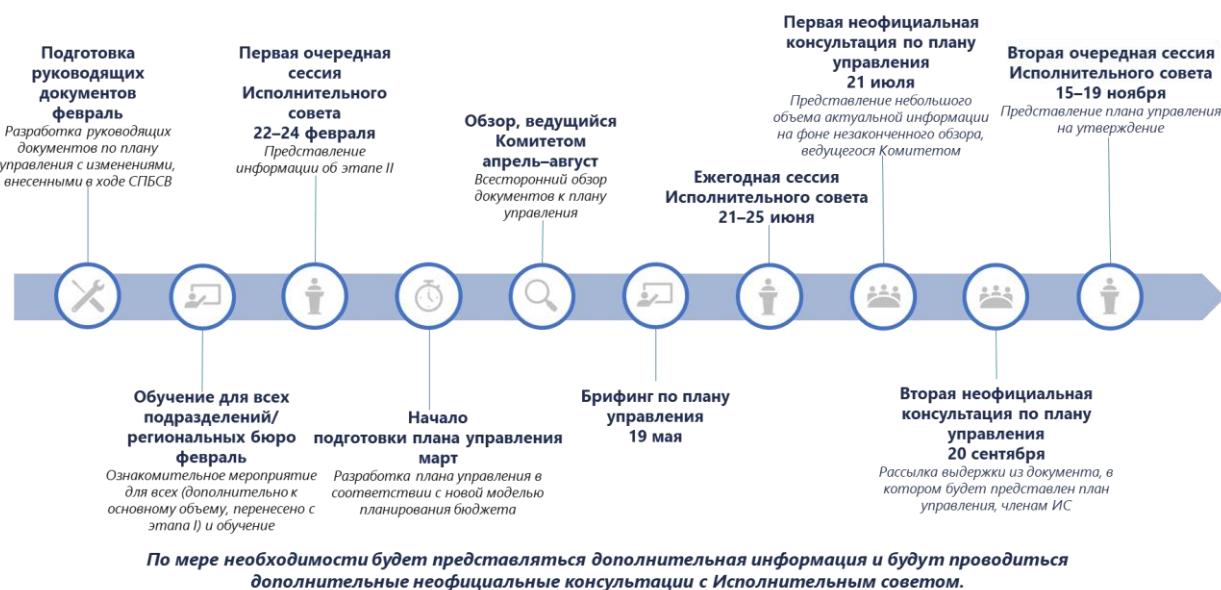 Подготовка
руководящих
документов
февраль
Разработка руководящих
документов по плану
управления с изменениями,
внесенными в ходе СПБСВ
Первая очередная
сессия
Исполнительного
совета
22–24 февраля
Представление
информации об этапе II
Обзор, ведущийся
Комитетом
апрель–август
Всесторонний обзор
документов к плану
управления
Ежегодная сессия
Исполнительного совета
21–25 июня
Первая неофициальная
консультация по плану
управления
21 июля
Представление небольшого
объема актуальной информации
на фоне незаконченного обзора,
ведущегося Комитетом
Вторая очередная сессия
Исполнительного совета
15–19 ноября
Представление плана управления
на утверждение
Обучение для всех
подразделений/
региональных бюро
февраль
Ознакомительное мероприятие
для всех (дополнительно к
основному объему, перенесено с
этапа I) и обучение
Начало
подготовки плана управления
март
Разработка плана управления в
соответствии с новой моделью
планирования бюджета
Брифинг по плану
управления
19 мая
Вторая неофициальная
консультация по плану
управления
20 сентября
Рассылка выдержки из документа, в
котором будет представлен план
управления, членам ИС
По мере необходимости будет представляться дополнительная информация и будут проводиться
дополнительные неофициальные консультации с Исполнительным советом.